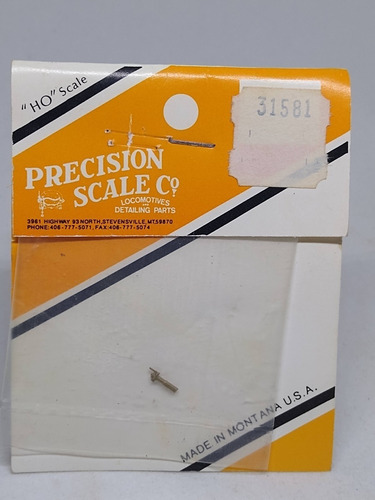 "HO" Scale
31581
PRECISION
SCALE Co.
LOCOMOTIVES
AND
DETAILING PARTS
3961 HIGHWAY 93 NORTH, STEVENSVILLE, MT.59870
PHONE:406-777-5071, FAX:406-777-5074
MADE IN MONTANA U.S.A.